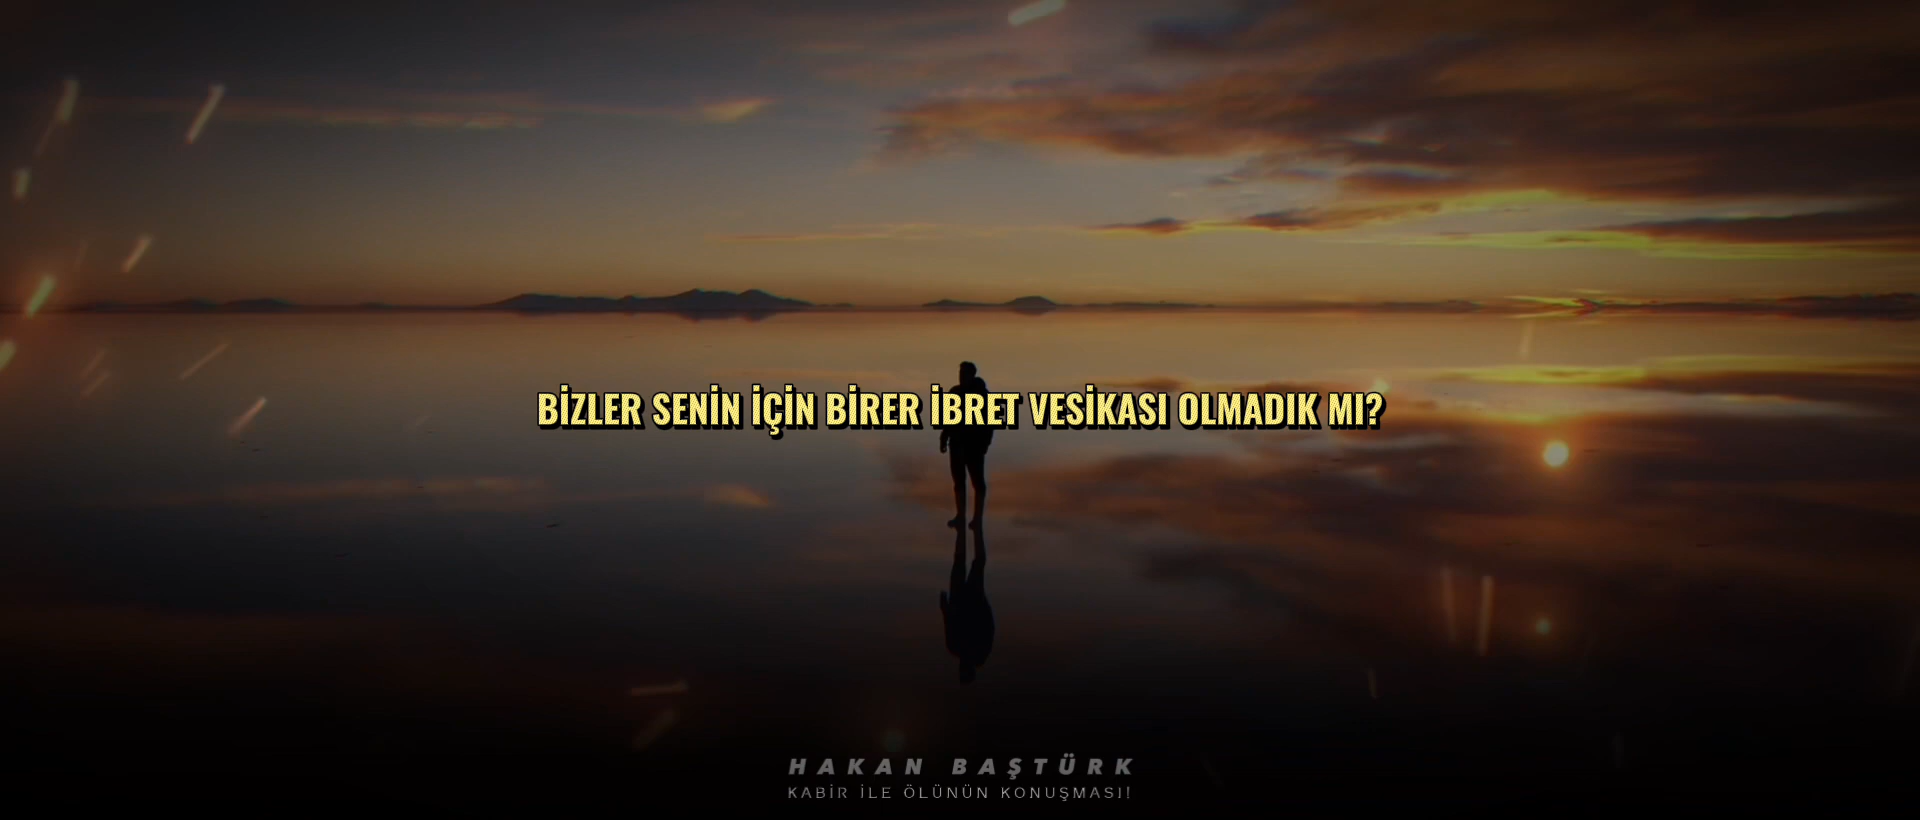 BİZLER SENİN İÇİN BİRER İBRET VESİKASI OLMADIK MI?
HAKAN BAŞTÜRK
KABİR İLE ÖLÜNÜN KONUŞMASI!